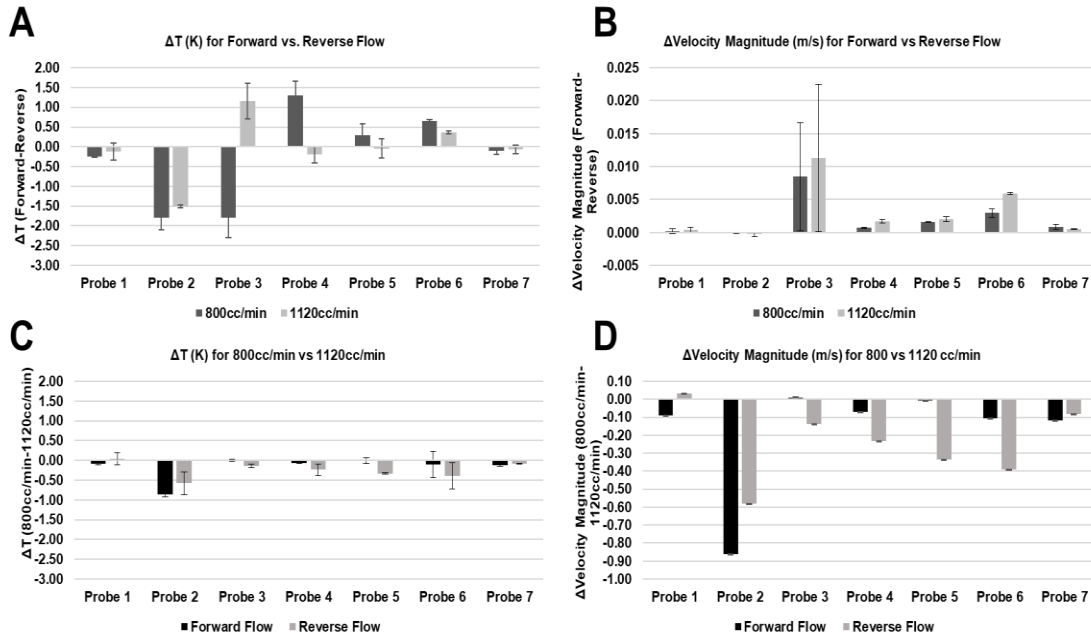 A
ΔT (K) for Forward vs. Reverse Flow
ΔT (Forward-Reverse)
2.00
1.50
1.00
0.50
0.00
-0.50
-1.00
-1.50
-2.00
-2.50
-3.00
Probe 1 Probe 2 Probe 3 Probe 4 Probe 5 Probe 6 Probe 7
800cc/min 1120cc/min
B
ΔVelocity Magnitude (m/s) for Forward vs Reverse Flow
ΔVelocity Magnitude (Forward-
Reverse)
0.025
0.020
0.015
0.010
0.005
0.000
-0.005
Probe 1 Probe 2 Probe 3 Probe 4 Probe 5 Probe 6 Probe 7
800cc/min 1120cc/min
C
ΔT (K) for 800cc/min vs 1120cc/min
ΔT (800cc/min-1120cc/min)
2.00
1.50
1.00
0.50
0.00
-0.50
-1.00
-1.50
-2.00
-2.50
-3.00
Probe 1 Probe 2 Probe 3 Probe 4 Probe 5 Probe 6 Probe 7
Forward Flow Reverse Flow
D
ΔVelocity Magnitude (m/s) for 800 vs 1120 cc/min
ΔVelocity Magnitude (800cc/min-
1120cc/min)
0.10
0.00
-0.10
-0.20
-0.30
-0.40
-0.50
-0.60
-0.70
-0.80
-0.90
-1.00
Probe 1 Probe 2 Probe 3 Probe 4 Probe 5 Probe 6 Probe 7
Forward Flow Reverse Flow